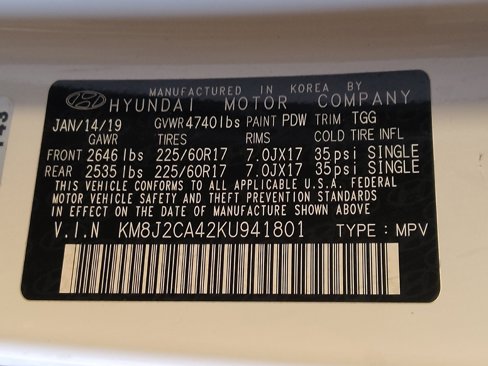 MANUFACTURED IN KOREA BY
HYUNDAI MOTOR COMPANY
JAN/14/19 GVWR 4740lbs PAINT PDW TRIM TGG
GAWR TIRES RIMS COLD TIRE INFL
FRONT 2646lbs 225/60R17 7.0JX17 35psi SINGLE
REAR 2535lbs 225/60R17 7.0JX17 35psi SINGLE
THIS VEHICLE CONFORMS TO ALL APPLICABLE U.S.A. FEDERAL
MOTOR VEHICLE SAFETY AND THEFT PREVENTION STANDARDS
IN EFFECT ON THE DATE OF MANUFACTURE SHOWN ABOVE
V.I.N KM8J2CA42KU941801 TYPE : MPV